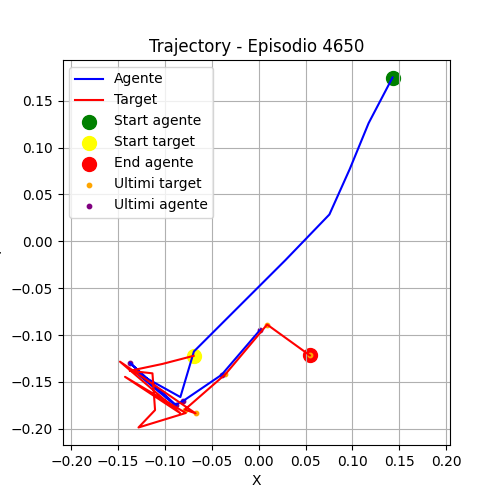 Trajectory - Episodio 4650
Agente
Target
Start agente
Start target
End agente
Ultimi target
Ultimi agente
0.15
0.10
0.05
0.00
−0.05
−0.10
−0.15
−0.20
−0.20 −0.15 −0.10 −0.05 0.00 0.05 0.10 0.15 0.20
X